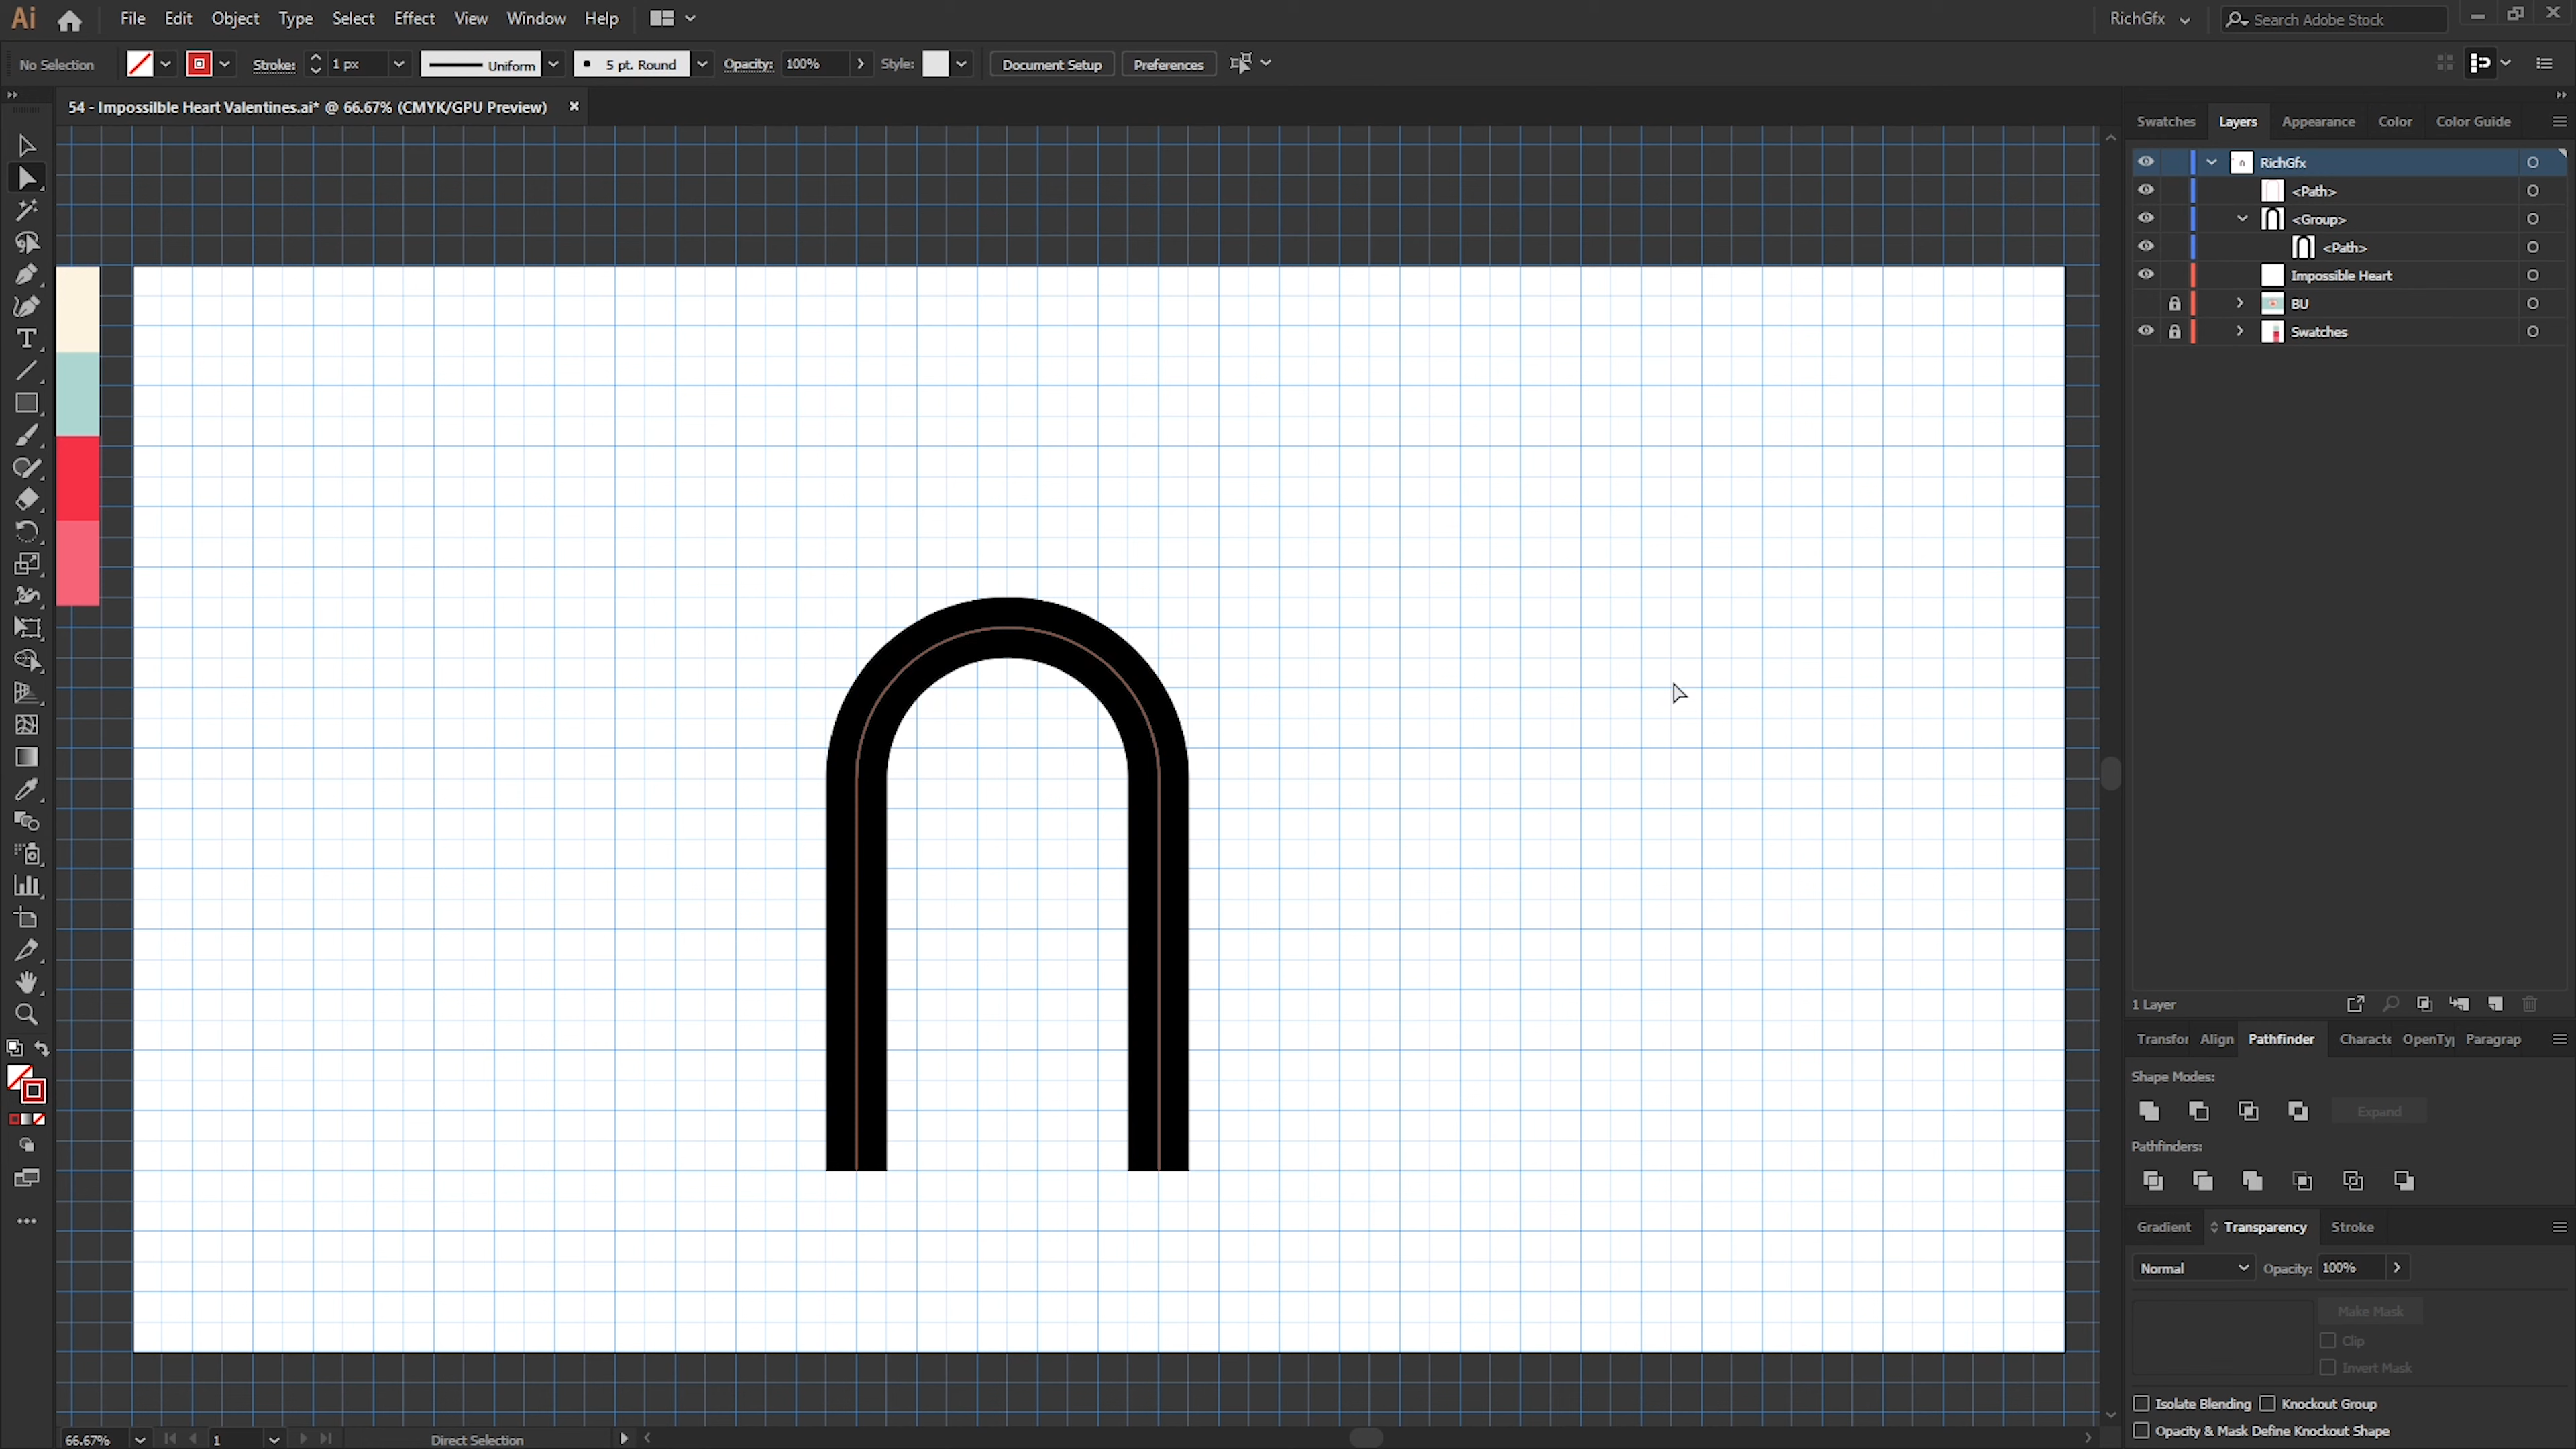 Ai File Edit Object Type Select Effect View Window Help RichGfx Search Adobe Stock
No Selection Stroke: 1 px Uniform 5 pt. Round Opacity: 100% Style: Document Setup Preferences
54 - Impossilble Heart Valentines.ai* @ 66.67% (CMYK/GPU Preview)
Swatches Layers Appearance Color Color Guide
RichGfx
<Path>
<Group>
<Path>
Impossible Heart
BU
Swatches
1 Layer
Transfor Align Pathfinder Characte OpenTy Paragrap
Shape Modes:
Expand
Pathfinders:
Gradient Transparency Stroke
Normal Opacity: 100%
Make Mask
Clip
Invert Mask
Isolate Blending Knockout Group
Opacity & Mask Define Knockout Shape
66.67% 1 Direct Selection